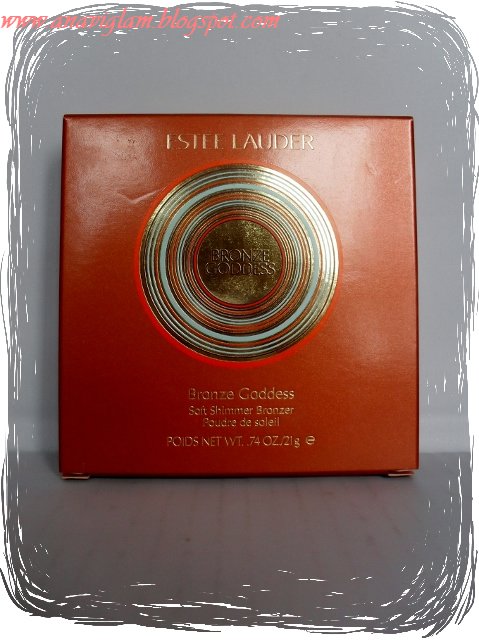 www.amaviglam.blogspot.com
ESTEE LAUDER
BRONZE
GODDESS
Bronze Goddess
Soft Shimmer Bronzer
Poudre de soleil
POIDS NET WT. .74 OZ./21g ℮